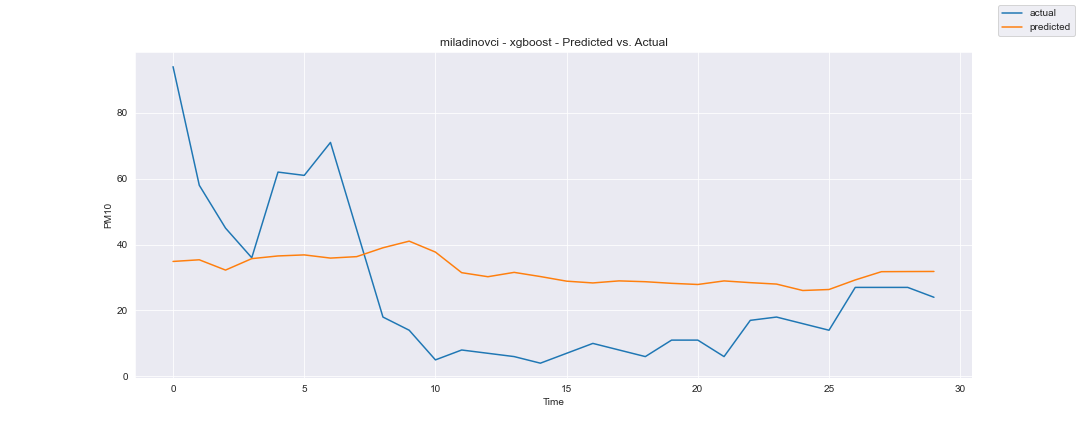 actual
predicted
miladinovci - xgboost - Predicted vs. Actual
80
60
40
20
0
PM10
0 5 10 15 20 25 30
Time